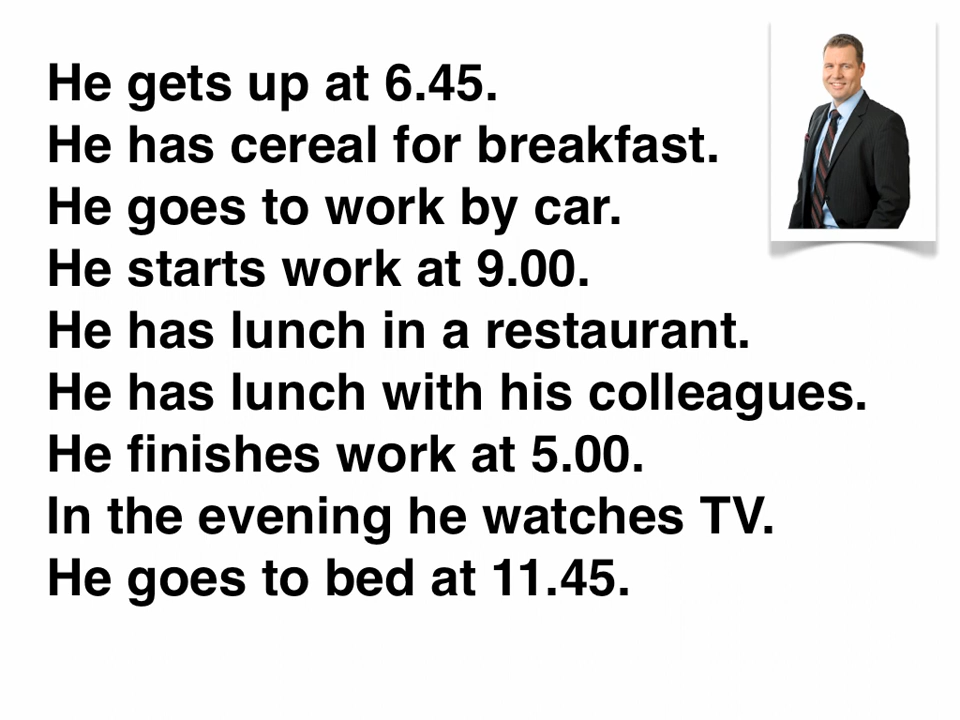 He gets up at 6.45.
He has cereal for breakfast.
He goes to work by car.
He starts work at 9.00.
He has lunch in a restaurant.
He has lunch with his colleagues.
He finishes work at 5.00.
In the evening he watches TV.
He goes to bed at 11.45.